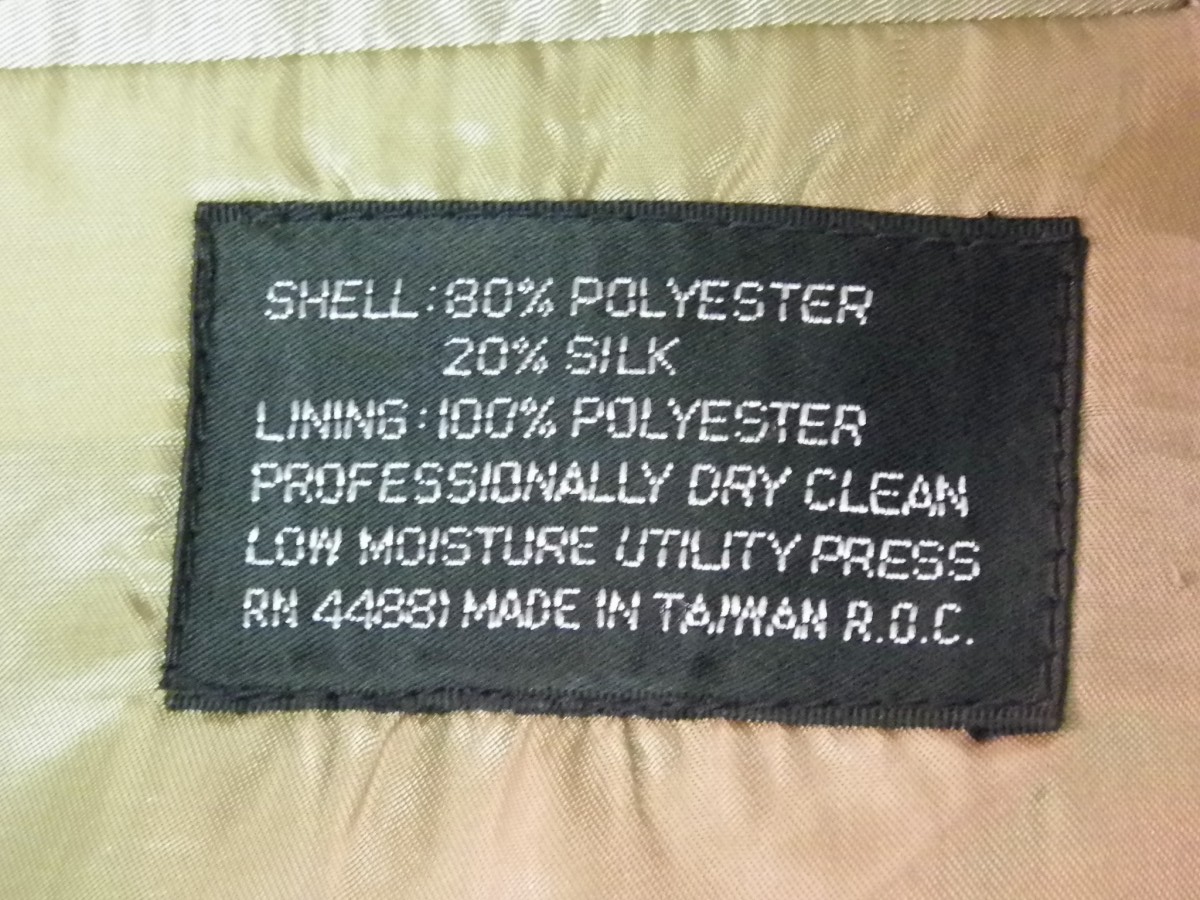 SHELL: 80% POLYESTER
20% SILK
LINING: 100% POLYESTER
PROFESSIONALLY DRY CLEAN
LOW MOISTURE UTILITY PRESS
RN 44881 MADE IN TAIWAN R.O.C.